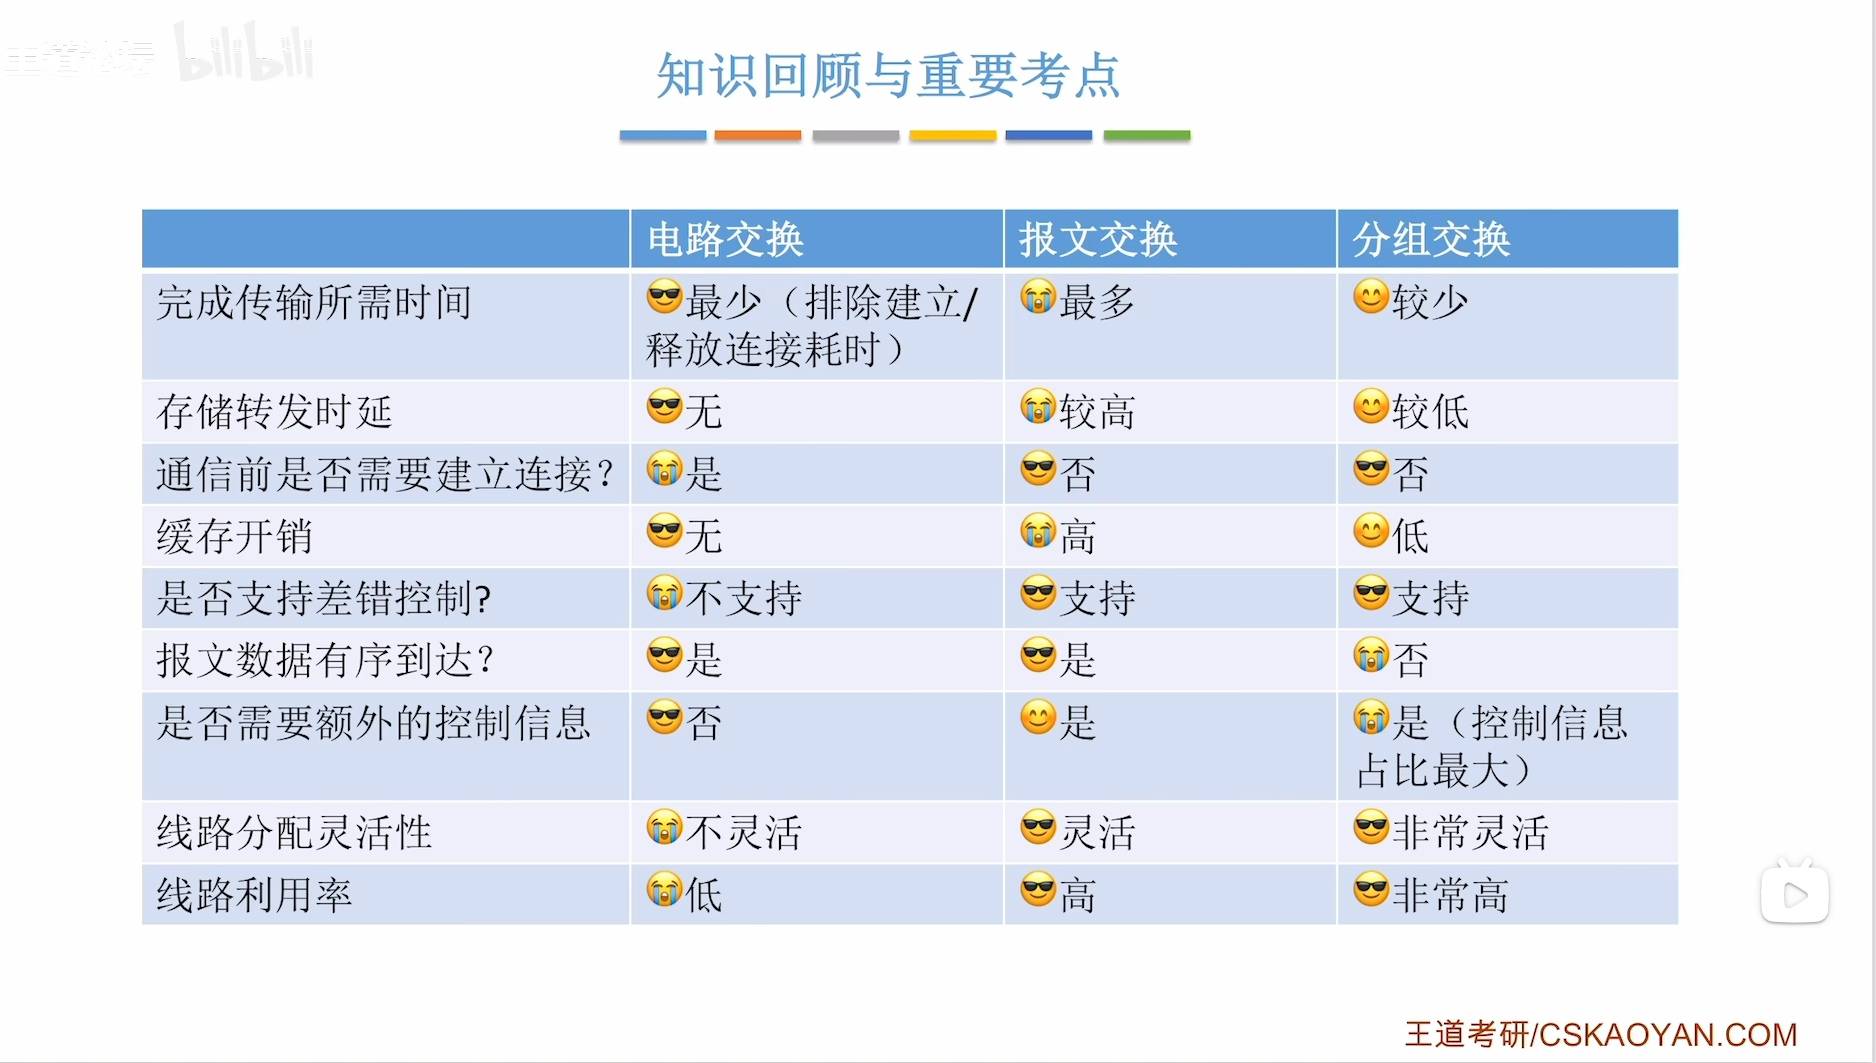 王道论坛 bilibili
知识回顾与重要考点
电路交换 报文交换 分组交换
完成传输所需时间 😎最少（排除建立/ 😭最多 😊较少
释放连接耗时）
存储转发时延 😎无 😭较高 😊较低
通信前是否需要建立连接？ 😭是 😎否 😎否
缓存开销 😎无 😭高 😊低
是否支持差错控制? 😭不支持 😎支持 😎支持
报文数据有序到达？ 😎是 😎是 😭否
是否需要额外的控制信息 😎否 😊是 😭是（控制信息
占比最大）
线路分配灵活性 😭不灵活 😎灵活 😎非常灵活
线路利用率 😭低 😎高 😎非常高
王道考研/CSKAOYAN.COM